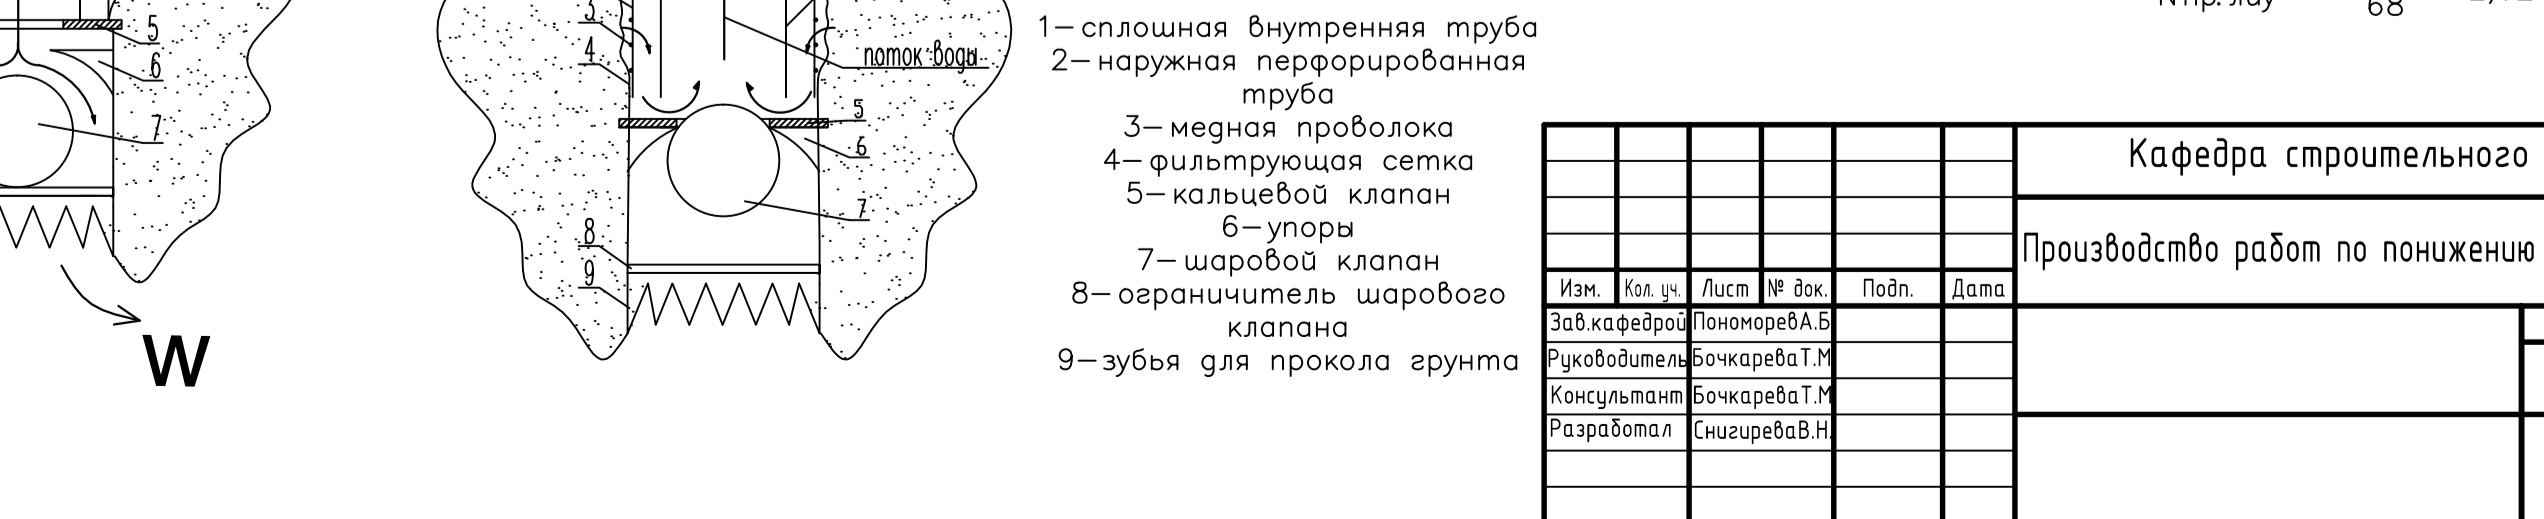 5
6
7
W
3
4
поток воды
5
6
7
8
9
1—сплошная внутренняя труба
2—наружная перфорированная
труба
3—медная проволока
4—фильтрующая сетка
5—кальцевой клапан
6—упоры
7—шаровой клапан
8—ограничитель шарового
клапана
9—зубья для прокола грунта
68
Кафедра строительного
Производство работ по понижению
Изм. Кол. уч. Лист № док. Подп. Дата
Зав.кафедрой ПономоревА.Б
Руководитель БочкареваТ.М
Консультант БочкареваТ.М
Разработал СнигиреваВ.Н.